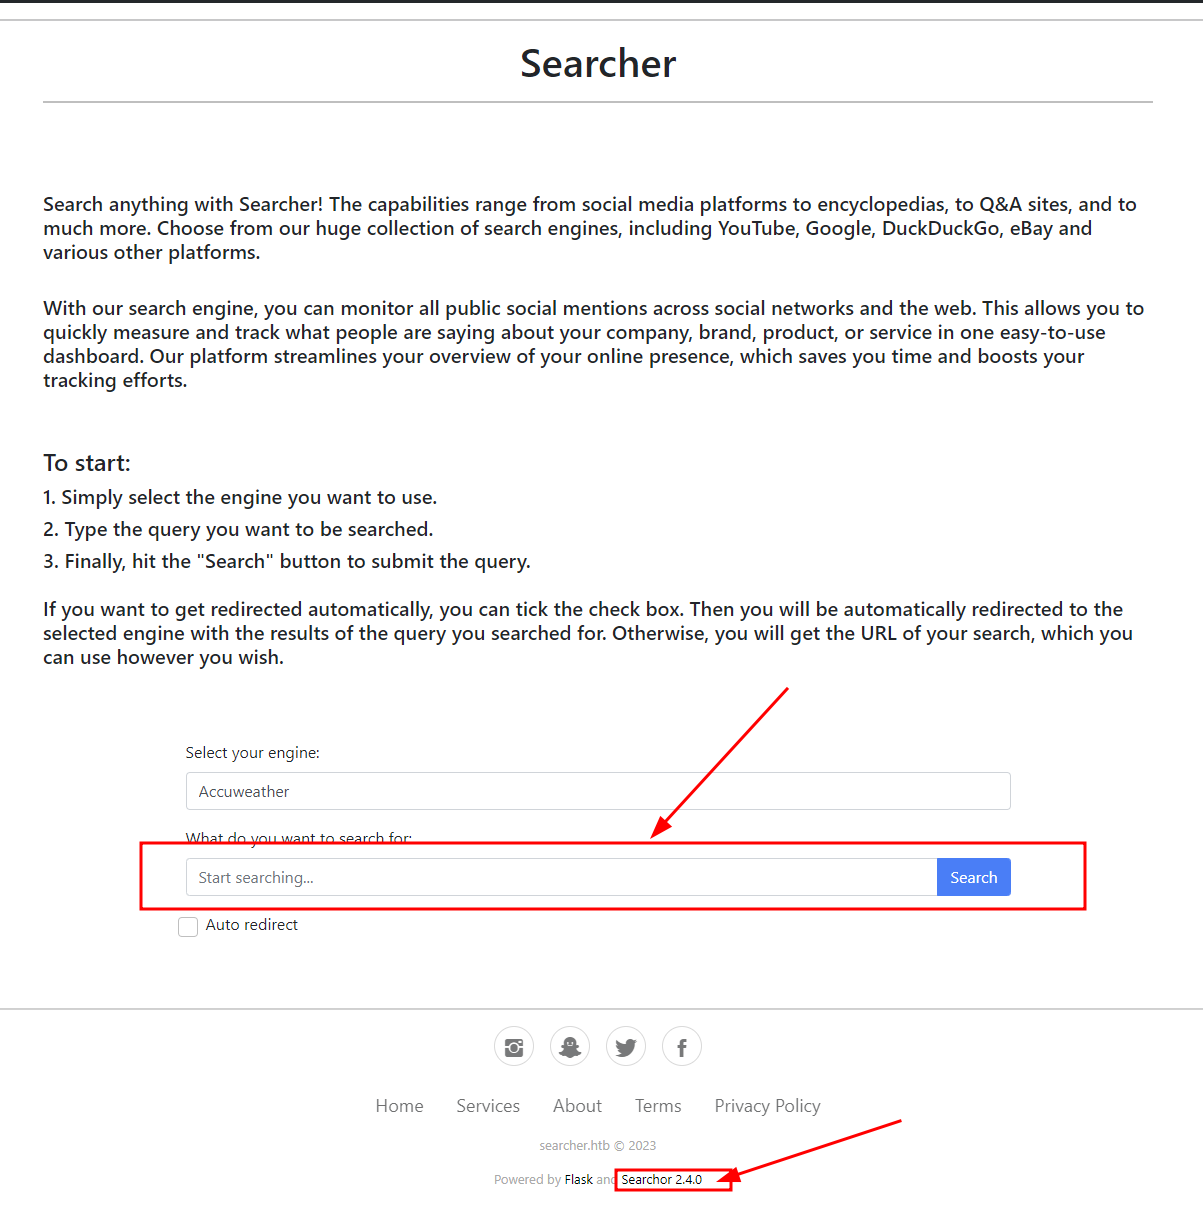 Searcher
Search anything with Searcher! The capabilities range from social media platforms to encyclopedias, to Q&A sites, and to
much more. Choose from our huge collection of search engines, including YouTube, Google, DuckDuckGo, eBay and
various other platforms.
With our search engine, you can monitor all public social mentions across social networks and the web. This allows you to
quickly measure and track what people are saying about your company, brand, product, or service in one easy-to-use
dashboard. Our platform streamlines your overview of your online presence, which saves you time and boosts your
tracking efforts.
To start:
1. Simply select the engine you want to use.
2. Type the query you want to be searched.
3. Finally, hit the "Search" button to submit the query.
If you want to get redirected automatically, you can tick the check box. Then you will be automatically redirected to the
selected engine with the results of the query you searched for. Otherwise, you will get the URL of your search, which you
can use however you wish.
Select your engine:
Accuweather
What do you want to search for:
Start searching... Search
Auto redirect
Home Services About Terms Privacy Policy
searcher.htb © 2023
Powered by Flask and Searchor 2.4.0